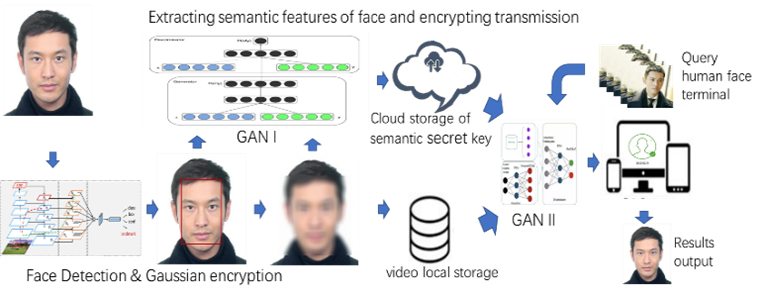 Extracting semantic features of face and encrypting transmission
GAN I
Cloud storage of
semantic secret key
Query
human face
terminal
GAN II
Face Detection & Gaussian encryption
video local storage
Results
output